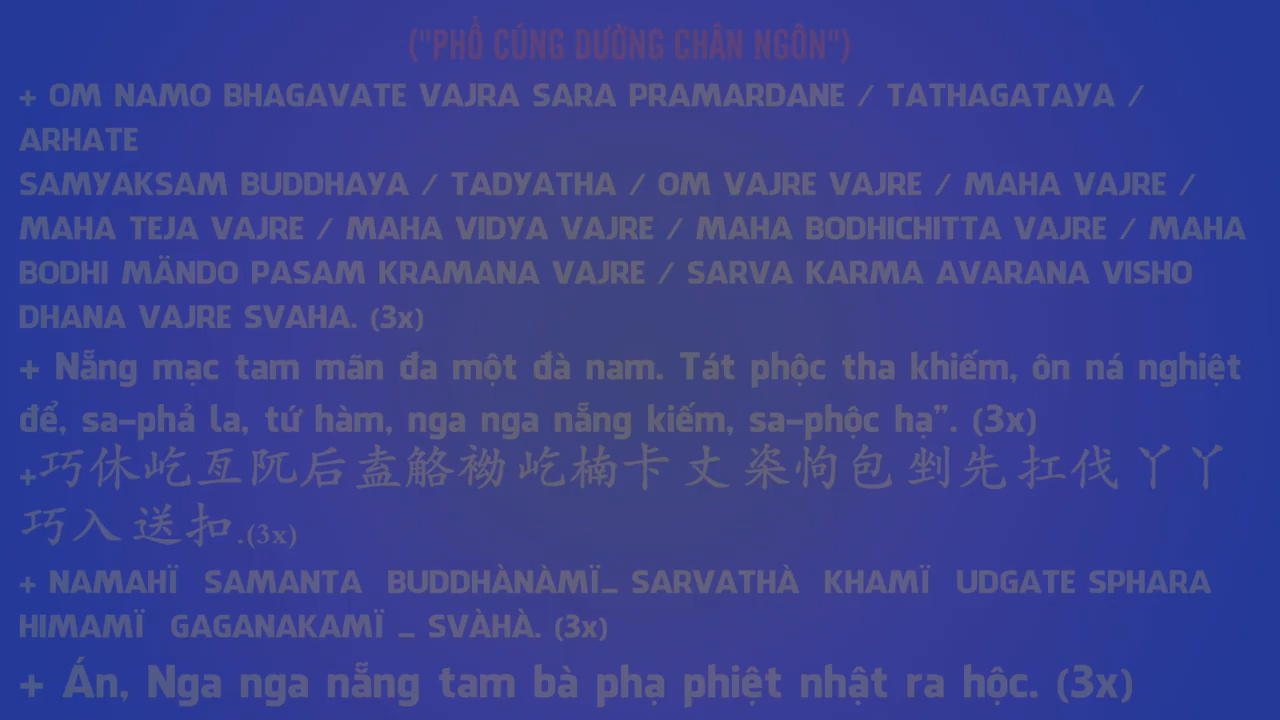 ("PHỔ CÚNG DƯỜNG CHÂN NGÔN")
+ OM NAMO BHAGAVATE VAJRA SARA PRAMARDANE / TATHAGATAYA /
ARHATE
SAMYAKSAM BUDDHAYA / TADYATHA / OM VAJRE VAJRE / MAHA VAJRE /
MAHA TEJA VAJRE / MAHA VIDYA VAJRE / MAHA BODHICHITTA VAJRE / MAHA
BODHI MÄNDO PASAM KRAMANA VAJRE / SARVA KARMA AVARANA VISHO
DHANA VAJRE SVAHA. (3x)
+ Nẵng mạc tam mãn đa một đà nam. Tát phộc tha khiếm, ôn ná nghiệt
để, sa-phả la, tứ hàm, nga nga nẵng kiếm, sa-phộc hạ”. (3x)
+巧休屹亙阢后盍觡袎屹楠卡丈姿恦包剉先扛伐丫丫
巧入送扣.(3x)
+ NAMAHÏ SAMANTA BUDDHÀNÀMÏ_ SARVATHÀ KHAMÏ UDGATE SPHARA
HIMAMÏ GAGANAKAMÏ _ SVÀHÀ. (3x)
+ Án, Nga nga nẵng tam bà phạ phiệt nhật ra hộc. (3x)